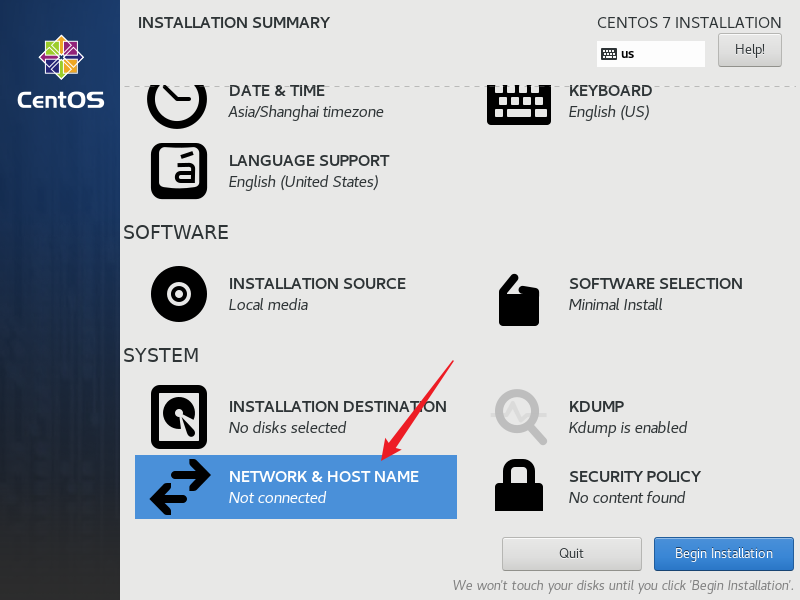 INSTALLATION SUMMARY
CENTOS 7 INSTALLATION
us
Help!
CentOS
DATE & TIME
Asia/Shanghai timezone
KEYBOARD
English (US)
á
LANGUAGE SUPPORT
English (United States)
SOFTWARE
INSTALLATION SOURCE
Local media
SOFTWARE SELECTION
Minimal Install
SYSTEM
INSTALLATION DESTINATION
No disks selected
KDUMP
Kdump is enabled
NETWORK & HOST NAME
Not connected
SECURITY POLICY
No content found
Quit
Begin Installation
We won't touch your disks until you click 'Begin Installation'.